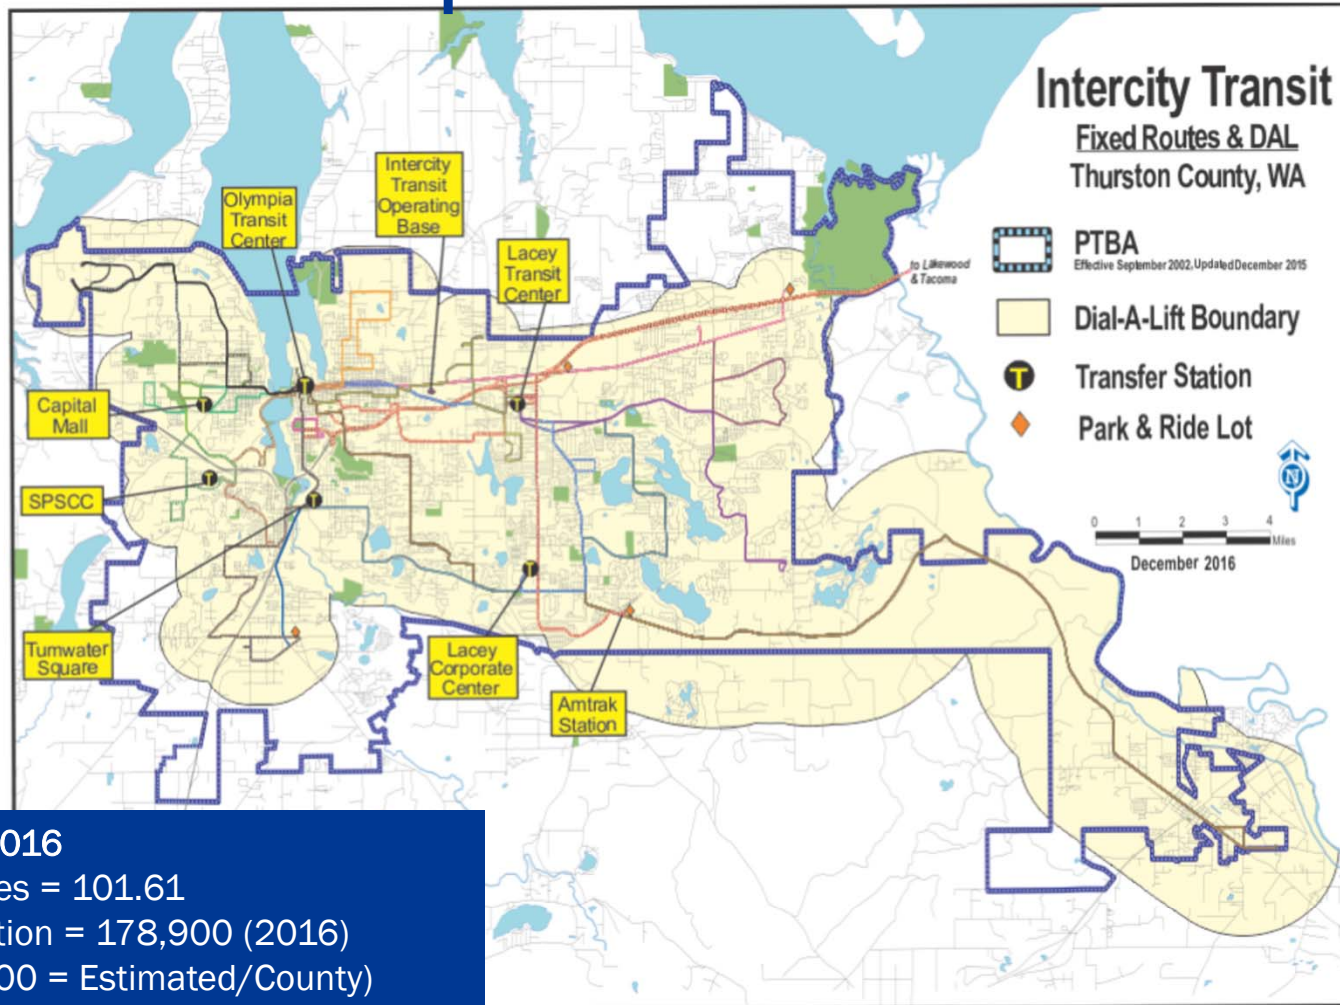 Intercity Transit
Fixed Routes & DAL
Thurston County, WA
PTBA
Effective September 2002, Updated December 2015
Dial-A-Lift Boundary
T
Transfer Station
Park & Ride Lot
N
0 1 2 3 4
Miles
December 2016
to Lakewood
& Tacoma
Intercity
Transit
Operating
Base
Olympia
Transit
Center
Lacey
Transit
Center
T
T
T
Capital
Mall
SPSCC
T
T
T
Tumwater
Square
Lacey
Corporate
Center
Amtrak
Station
016
es = 101.61
tion = 178,900 (2016)
00 = Estimated/County)